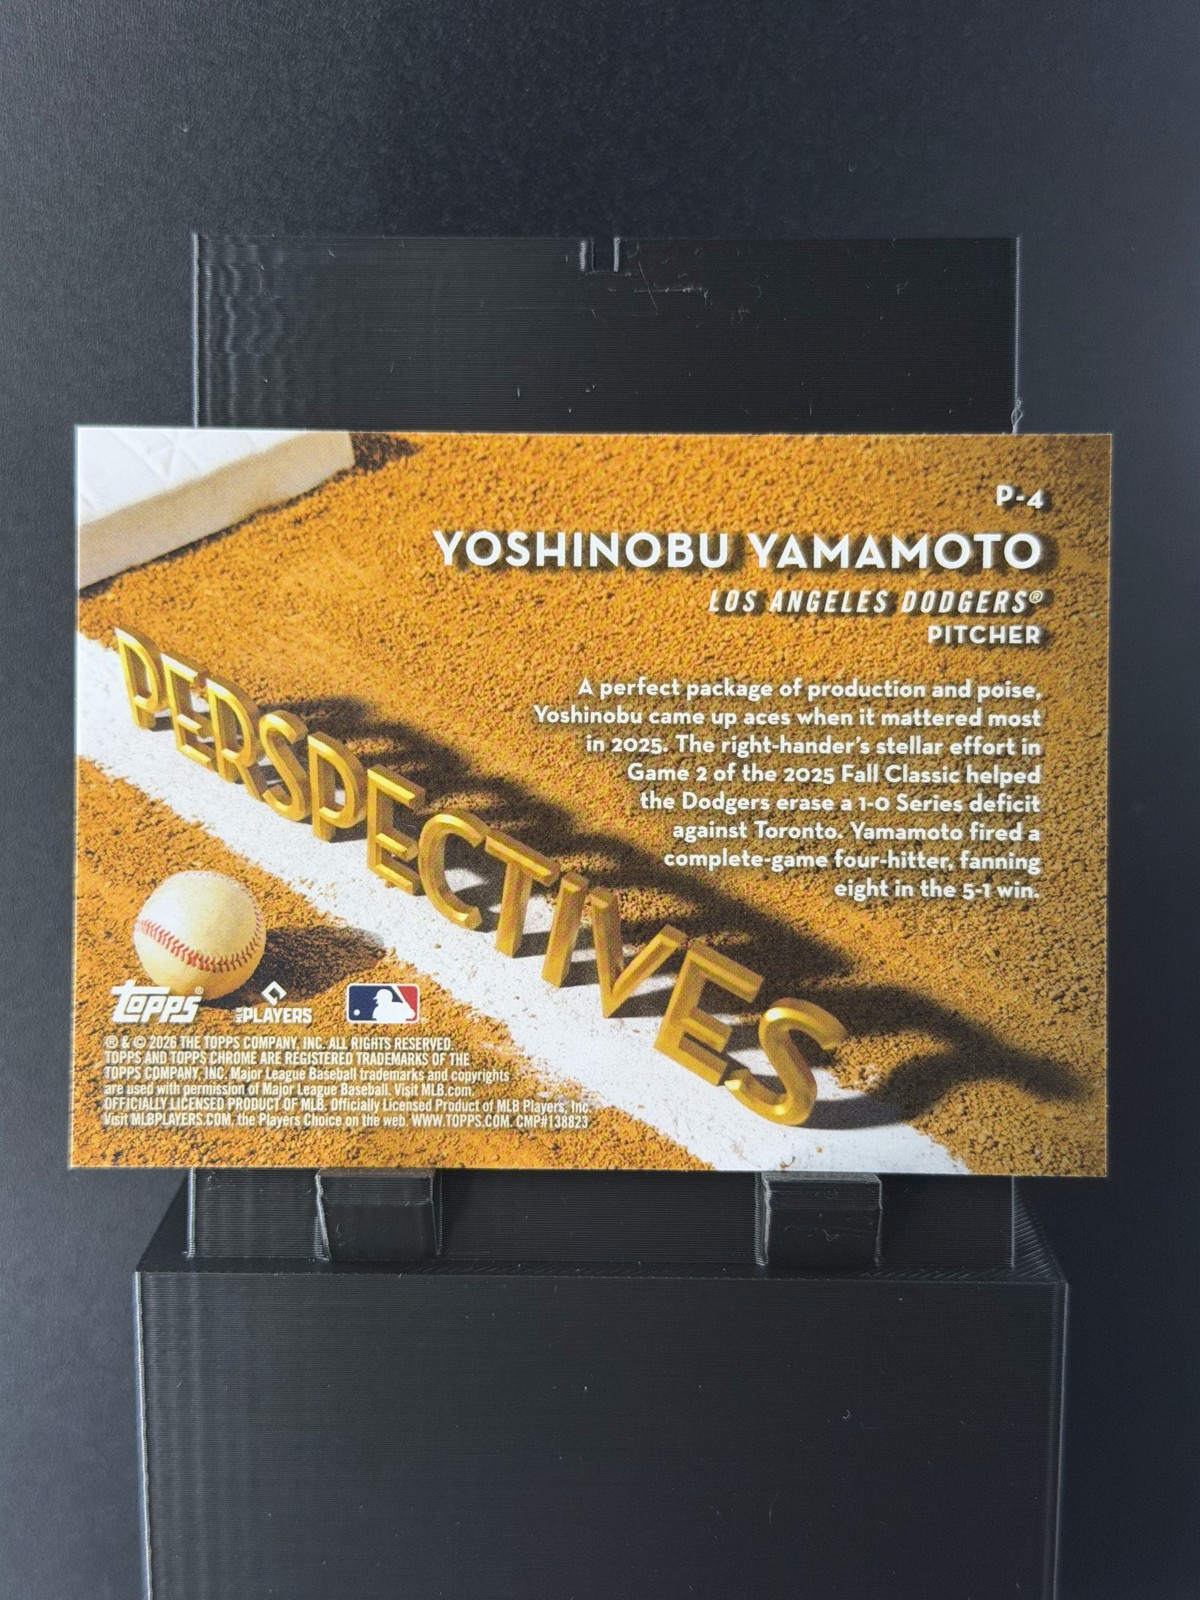 P-4
YOSHINOBU YAMAMOTO
LOS ANGELES DODGERS®
PITCHER
A perfect package of production and poise,
Yoshinobu came up aces when it mattered most
in 2025. The right-hander's stellar effort in
Game 2 of the 2025 Fall Classic helped
the Dodgers erase a 1-0 Series deficit
against Toronto. Yamamoto fired a
complete-game four-hitter, fanning
eight in the 5-1 win.
PERSPECTIVES
topps®
MLB PLAYERS
® & © 2026 THE TOPPS COMPANY, INC. ALL RIGHTS RESERVED.
TOPPS AND TOPPS CHROME ARE REGISTERED TRADEMARKS OF THE
TOPPS COMPANY, INC. Major League Baseball trademarks and copyrights
are used with permission of Major League Baseball. Visit MLB.com.
OFFICIALLY LICENSED PRODUCT OF MLB. Officially Licensed Product of MLB Players, Inc.
Visit MLBPLAYERS.COM, the Players Choice on the web. WWW.TOPPS.COM. CMP#138823